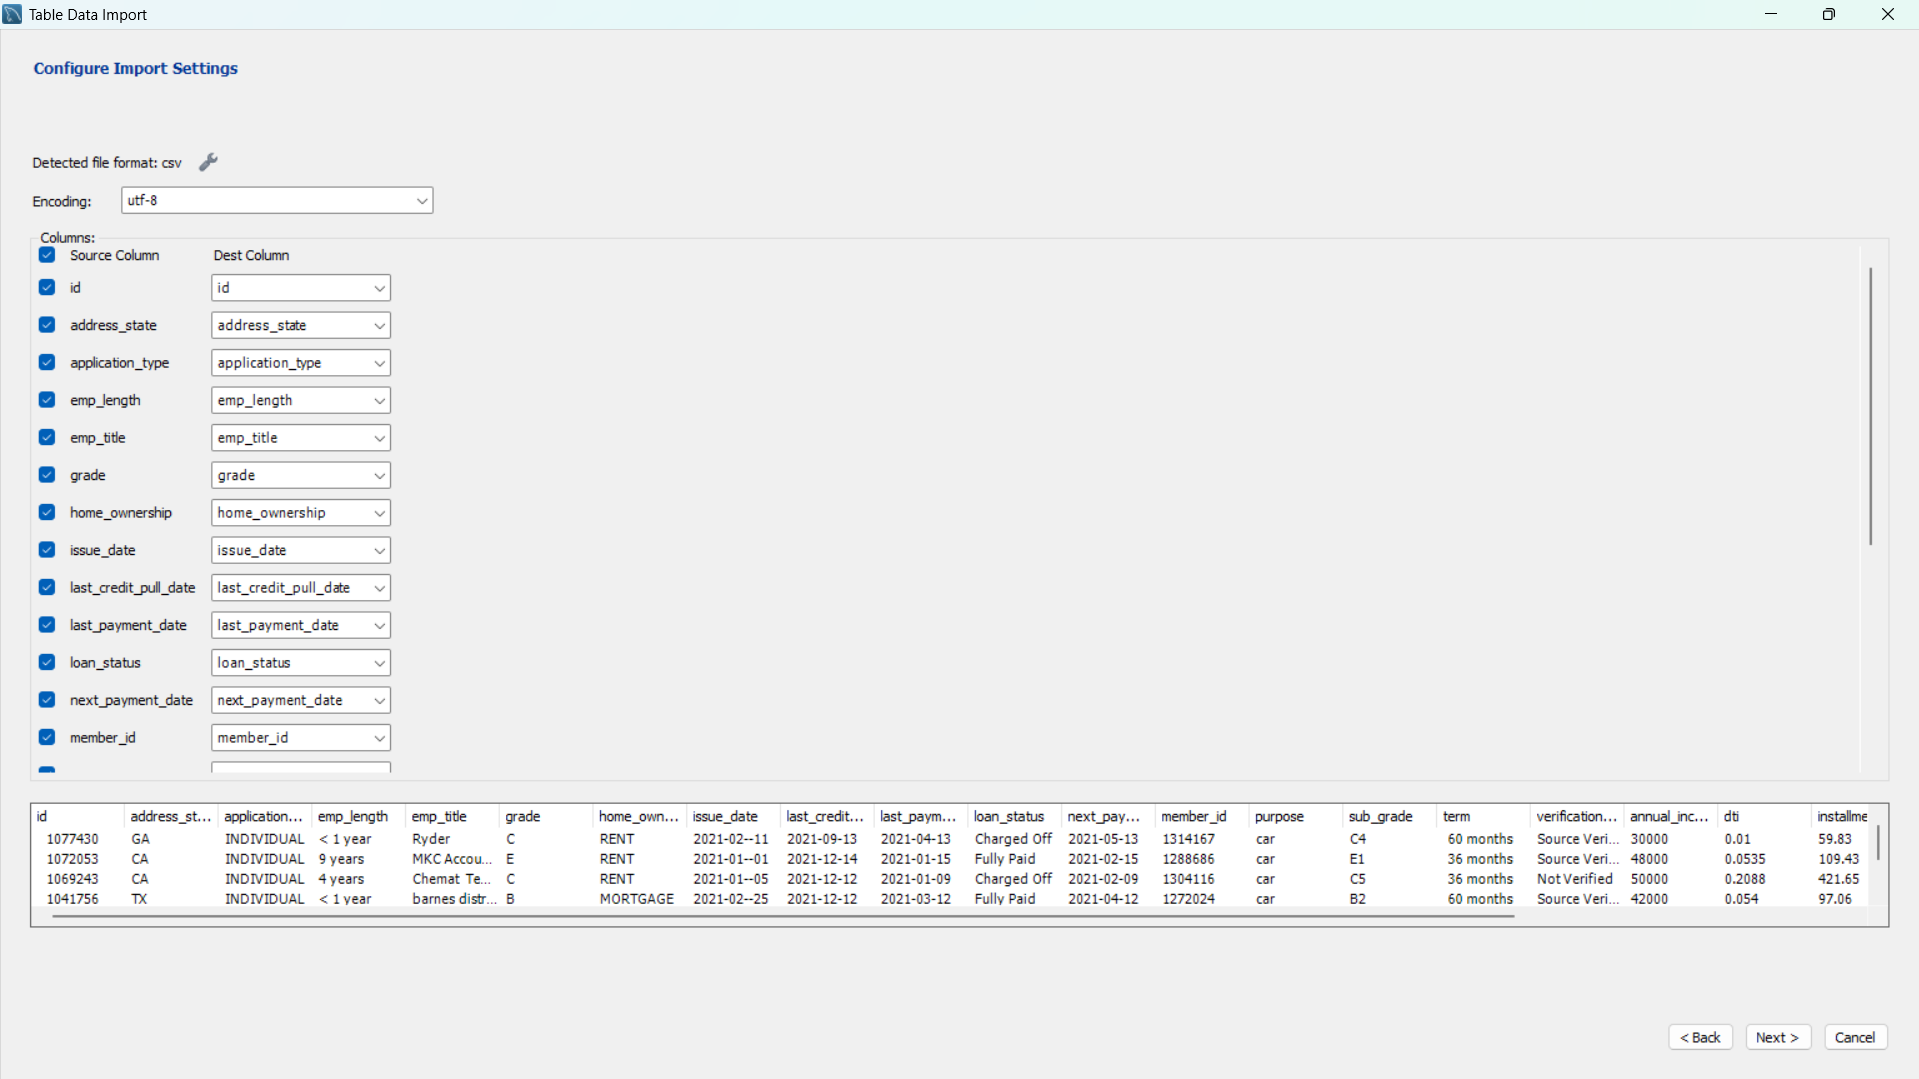 Table Data Import
Configure Import Settings
Detected file format: csv
Encoding: utf-8
Columns:
Source Column Dest Column
id id
address_state address_state
application_type application_type
emp_length emp_length
emp_title emp_title
grade grade
home_ownership home_ownership
issue_date issue_date
last_credit_pull_date last_credit_pull_date
last_payment_date last_payment_date
loan_status loan_status
next_payment_date next_payment_date
member_id member_id
id address_st... application... emp_length emp_title grade home_own... issue_date last_credit... last_paym... loan_status next_pay... member_id purpose sub_grade term verification... annual_inc... dti installme
1077430 GA INDIVIDUAL < 1 year Ryder C RENT 2021-02--11 2021-09-13 2021-04-13 Charged Off 2021-05-13 1314167 car C4 60 months Source Veri... 30000 0.01 59.83
1072053 CA INDIVIDUAL 9 years MKC Accou... E RENT 2021-01--01 2021-12-14 2021-01-15 Fully Paid 2021-02-15 1288686 car E1 36 months Source Veri... 48000 0.0535 109.43
1069243 CA INDIVIDUAL 4 years Chemat Te... C RENT 2021-01--05 2021-12-12 2021-01-09 Charged Off 2021-02-09 1304116 car C5 36 months Not Verified 50000 0.2088 421.65
1041756 TX INDIVIDUAL < 1 year barnes distr... B MORTGAGE 2021-02--25 2021-12-12 2021-03-12 Fully Paid 2021-04-12 1272024 car B2 60 months Source Veri... 42000 0.054 97.06
< Back Next > Cancel